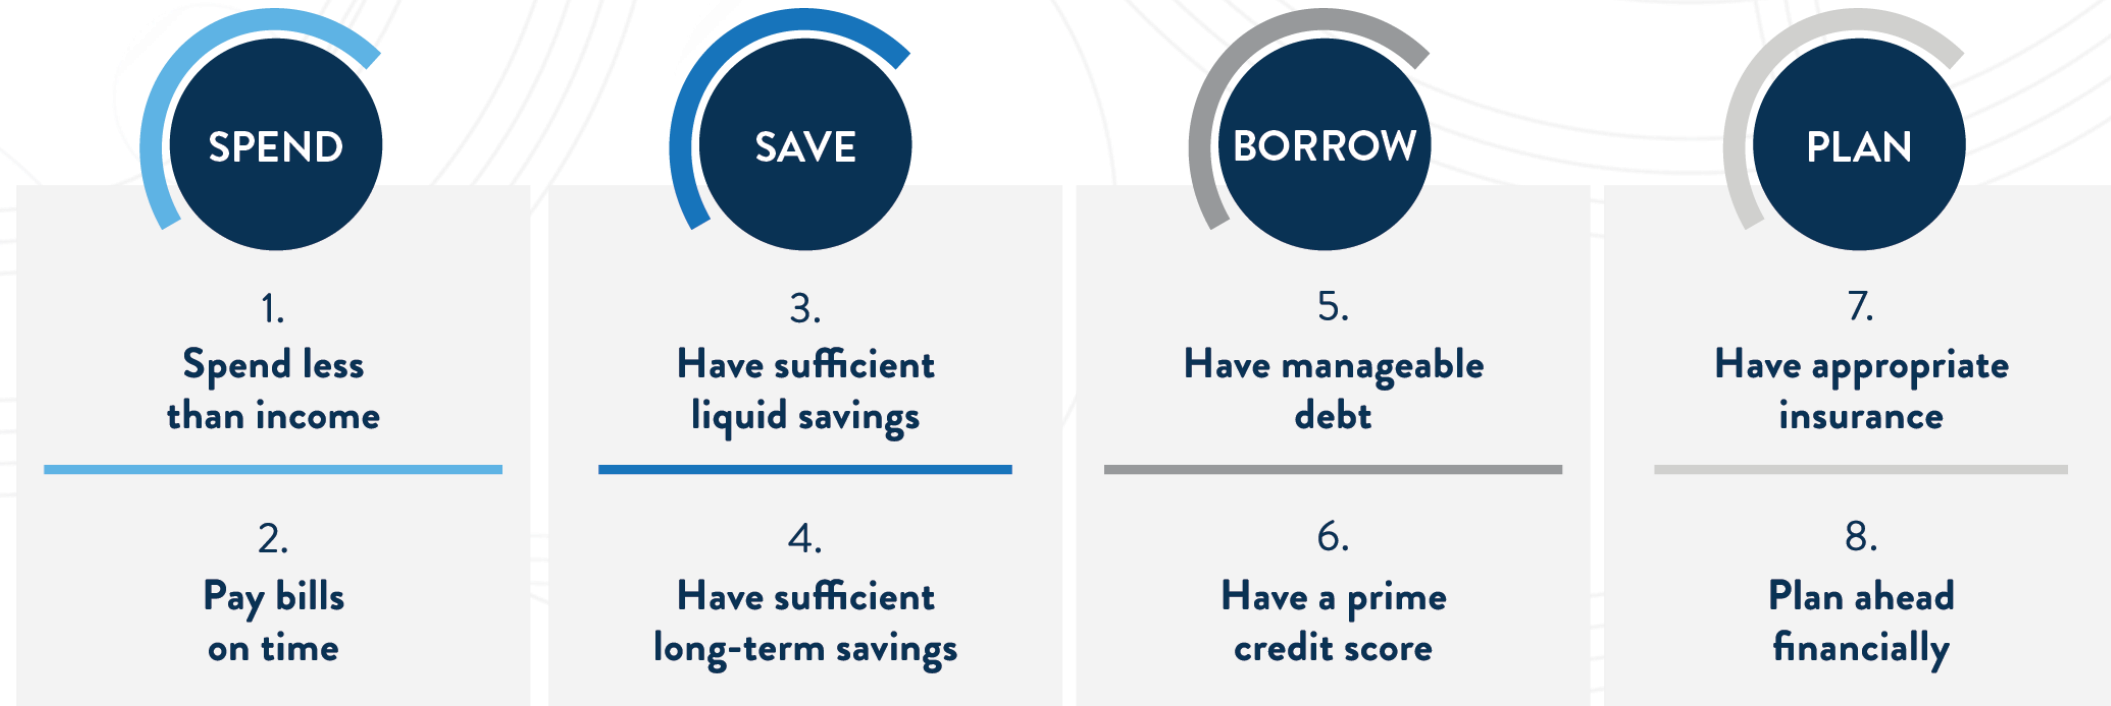 SPEND
1.
Spend less
than income
2.
Pay bills
on time
SAVE
3.
Have sufficient
liquid savings
4.
Have sufficient
long-term savings
BORROW
5.
Have manageable
debt
6.
Have a prime
credit score
PLAN
7.
Have appropriate
insurance
8.
Plan ahead
financially